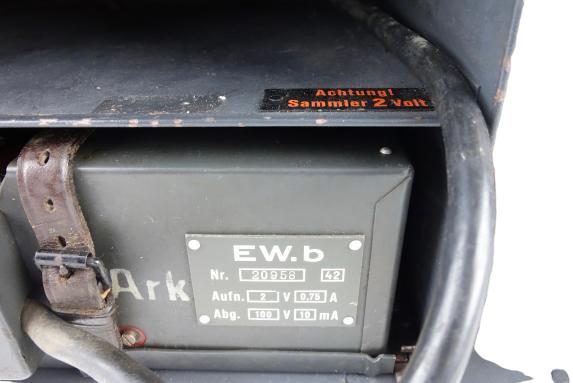 Achtung!
Sammler 2 Volt
EW.b
Nr. 20958 42
Ark
Aufn. 2 V 0,75 A
Abg. 100 V 10 mA